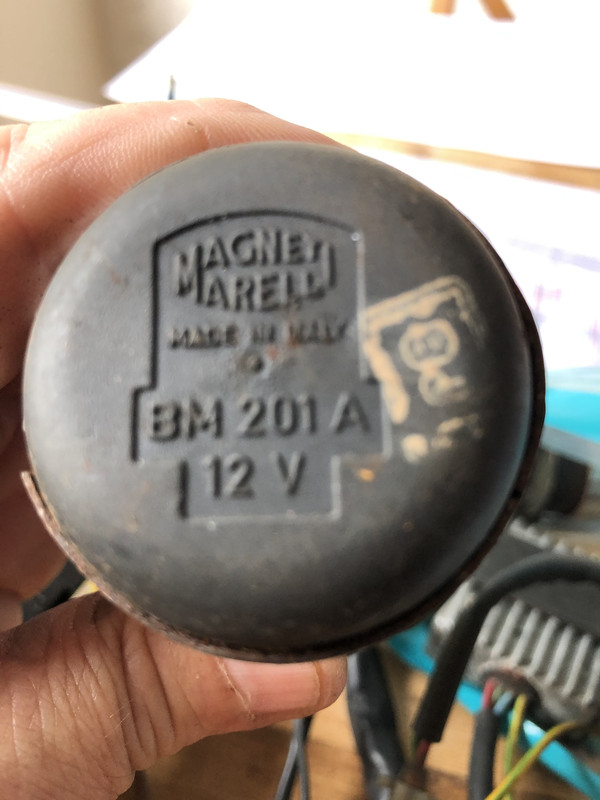 MAGNETI
MARELLI
MADE IN ITALY
BM 201 A
12 V